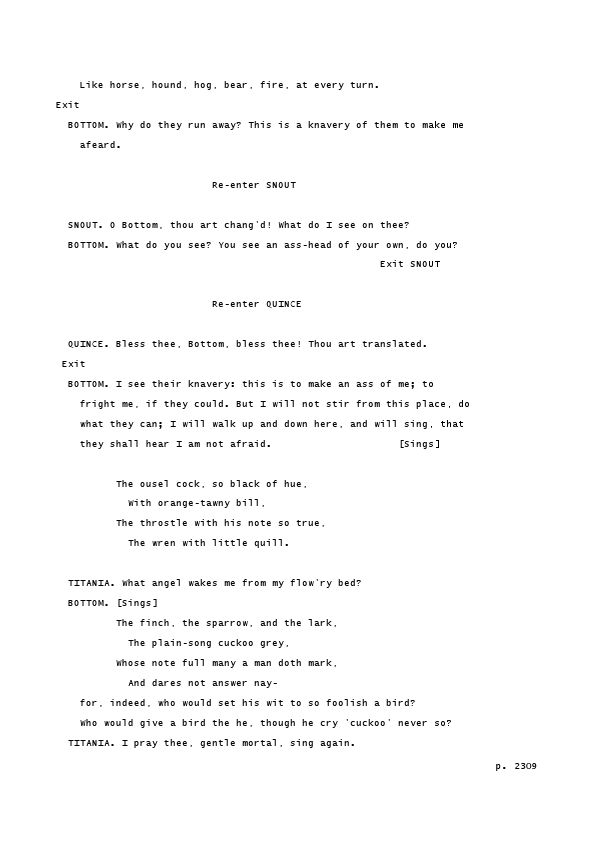 Like horse, hound, hog, bear, fire, at every turn.
Exit
BOTTOM. Why do they run away? This is a knavery of them to make me
afeard.
Re-enter SNOUT
SNOUT. O Bottom, thou art chang'd! What do I see on thee?
BOTTOM. What do you see? You see an ass-head of your own, do you?
Exit SNOUT
Re-enter QUINCE
QUINCE. Bless thee, Bottom, bless thee! Thou art translated.
Exit
BOTTOM. I see their knavery: this is to make an ass of me; to
fright me, if they could. But I will not stir from this place, do
what they can; I will walk up and down here, and will sing, that
they shall hear I am not afraid. [Sings]
The ousel cock, so black of hue,
With orange-tawny bill,
The throstle with his note so true,
The wren with little quill.
TITANIA. What angel wakes me from my flow'ry bed?
BOTTOM. [Sings]
The finch, the sparrow, and the lark,
The plain-song cuckoo grey,
Whose note full many a man doth mark,
And dares not answer nay-
for, indeed, who would set his wit to so foolish a bird?
Who would give a bird the he, though he cry 'cuckoo' never so?
TITANIA. I pray thee, gentle mortal, sing again.
p. 2309